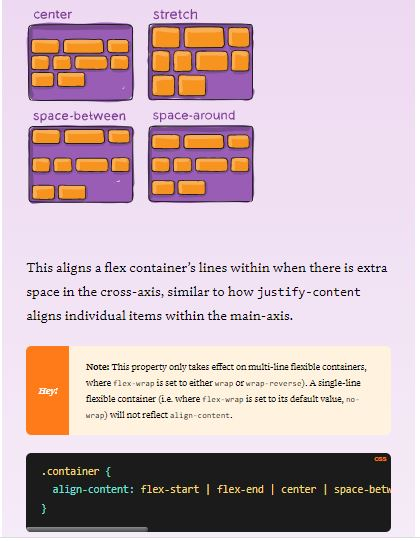 center stretch
space-between space-around
This aligns a flex container's lines within when there is extra
space in the cross-axis, similar to how justify-content
aligns individual items within the main-axis.
Hey!
Note: This property only takes effect on multi-line flexible containers,
where flex-wrap is set to either wrap or wrap-reverse). A single-line
flexible container (i.e. where flex-wrap is set to its default value, no-
wrap) will not reflect align-content.
CSS
.container {
align-content: flex-start | flex-end | center | space-betw
}